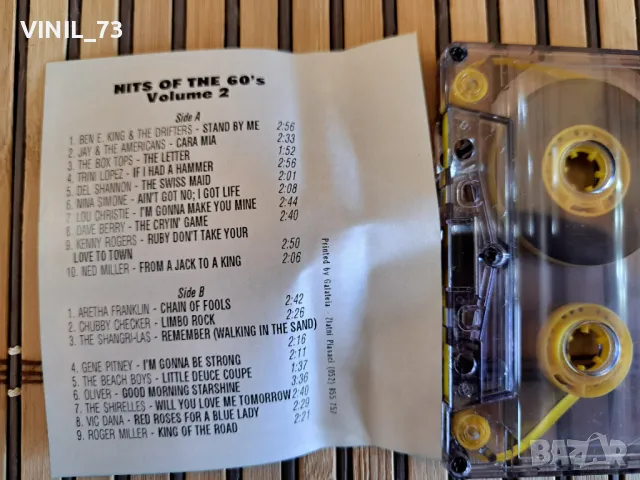 VINIL_73
HITS OF THE 60's
Volume 2
Side A
1. BEN E. KING & THE DRIFTERS - STAND BY ME 2:56
2. JAY & THE AMERICANS - CARA MIA 2:33
3. THE BOX TOPS - THE LETTER 1:52
4. TRINI LOPEZ - IF I HAD A HAMMER 2:56
5. DEL SHANNON - THE SWISS MAID 2:01
6. NINA SIMONE - AIN'T GOT NO; I GOT LIFE 2:08
7. LOU CHRISTIE - I'M GONNA MAKE YOU MINE 2:44
8. DAVE BERRY - THE CRYIN' GAME 2:40
9. KENNY ROGERS - RUBY DON'T TAKE YOUR
LOVE TO TOWN 2:50
10. NED MILLER - FROM A JACK TO A KING 2:06
Side B
1. ARETHA FRANKLIN - CHAIN OF FOOLS 2:42
2. CHUBBY CHECKER - LIMBO ROCK 2:26
3. THE SHANGRI-LAS - REMEMBER (WALKING IN THE SAND)
2:16
4. GENE PITNEY - I'M GONNA BE STRONG 2:11
5. THE BEACH BOYS - LITTLE DEUCE COUPE 1:37
6. OLIVER - GOOD MORNING STARSHINE 3:36
7. THE SHIRELLES - WILL YOU LOVE ME TOMORROW 2:40
8. VIC DANA - RED ROSES FOR A BLUE LADY 2:29
9. ROGER MILLER - KING OF THE ROAD 2:21
Printed by Galateia - Zlatni Piasaci (052) 855 757
BAZAR
bg